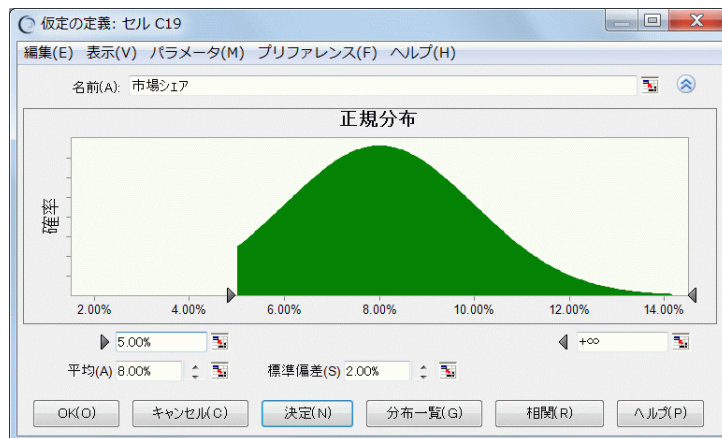 仮定の定義: セル C19
編集(E) 表示(V) パラメータ(M) プリファレンス(F) ヘルプ(H)
名前(A): 市場シェア
正規分布
確率
2.00% 4.00% 6.00% 8.00% 10.00% 12.00% 14.00%
5.00% +∞
平均(A) 8.00% 標準偏差(S) 2.00%
OK(O) キャンセル(C) 決定(N) 分布一覧(G) 相関(R) ヘルプ(P)